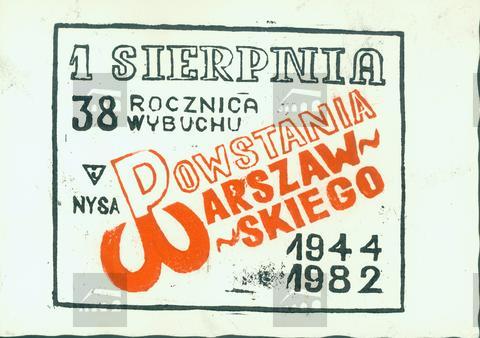 1 SIERPNIA
38 ROCZNICA
WYBUCHU
POWSTANIA
WARSZAW~
~SKIEGO
NYSA
1944
1982